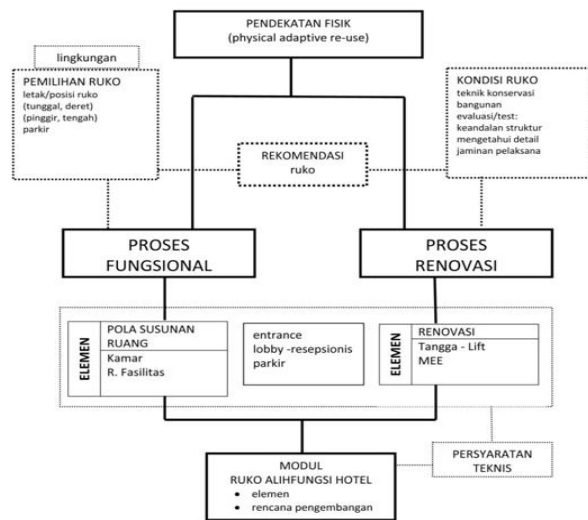 PENDEKATAN FISIK
(physical adaptive re-use)
lingkungan
PEMILIHAN RUKO
letak/posisi ruko
(tunggal, deret)
(pinggir, tengah)
parkir
KONDISI RUKO
teknik konservasi
bangunan
evaluasi/test:
keandalan struktur
mengetahui detail
jaminan pelaksana
REKOMENDASI
ruko
PROSES
FUNGSIONAL
PROSES
RENOVASI
ELEMEN
POLA SUSUNAN
RUANG
Kamar
R. Fasilitas
entrance
lobby -resepsionis
parkir
ELEMEN
RENOVASI
Tangga - Lift
MEE
PERSYARATAN
TEKNIS
MODUL
RUKO ALIHFUNGSI HOTEL
• elemen
• rencana pengembangan